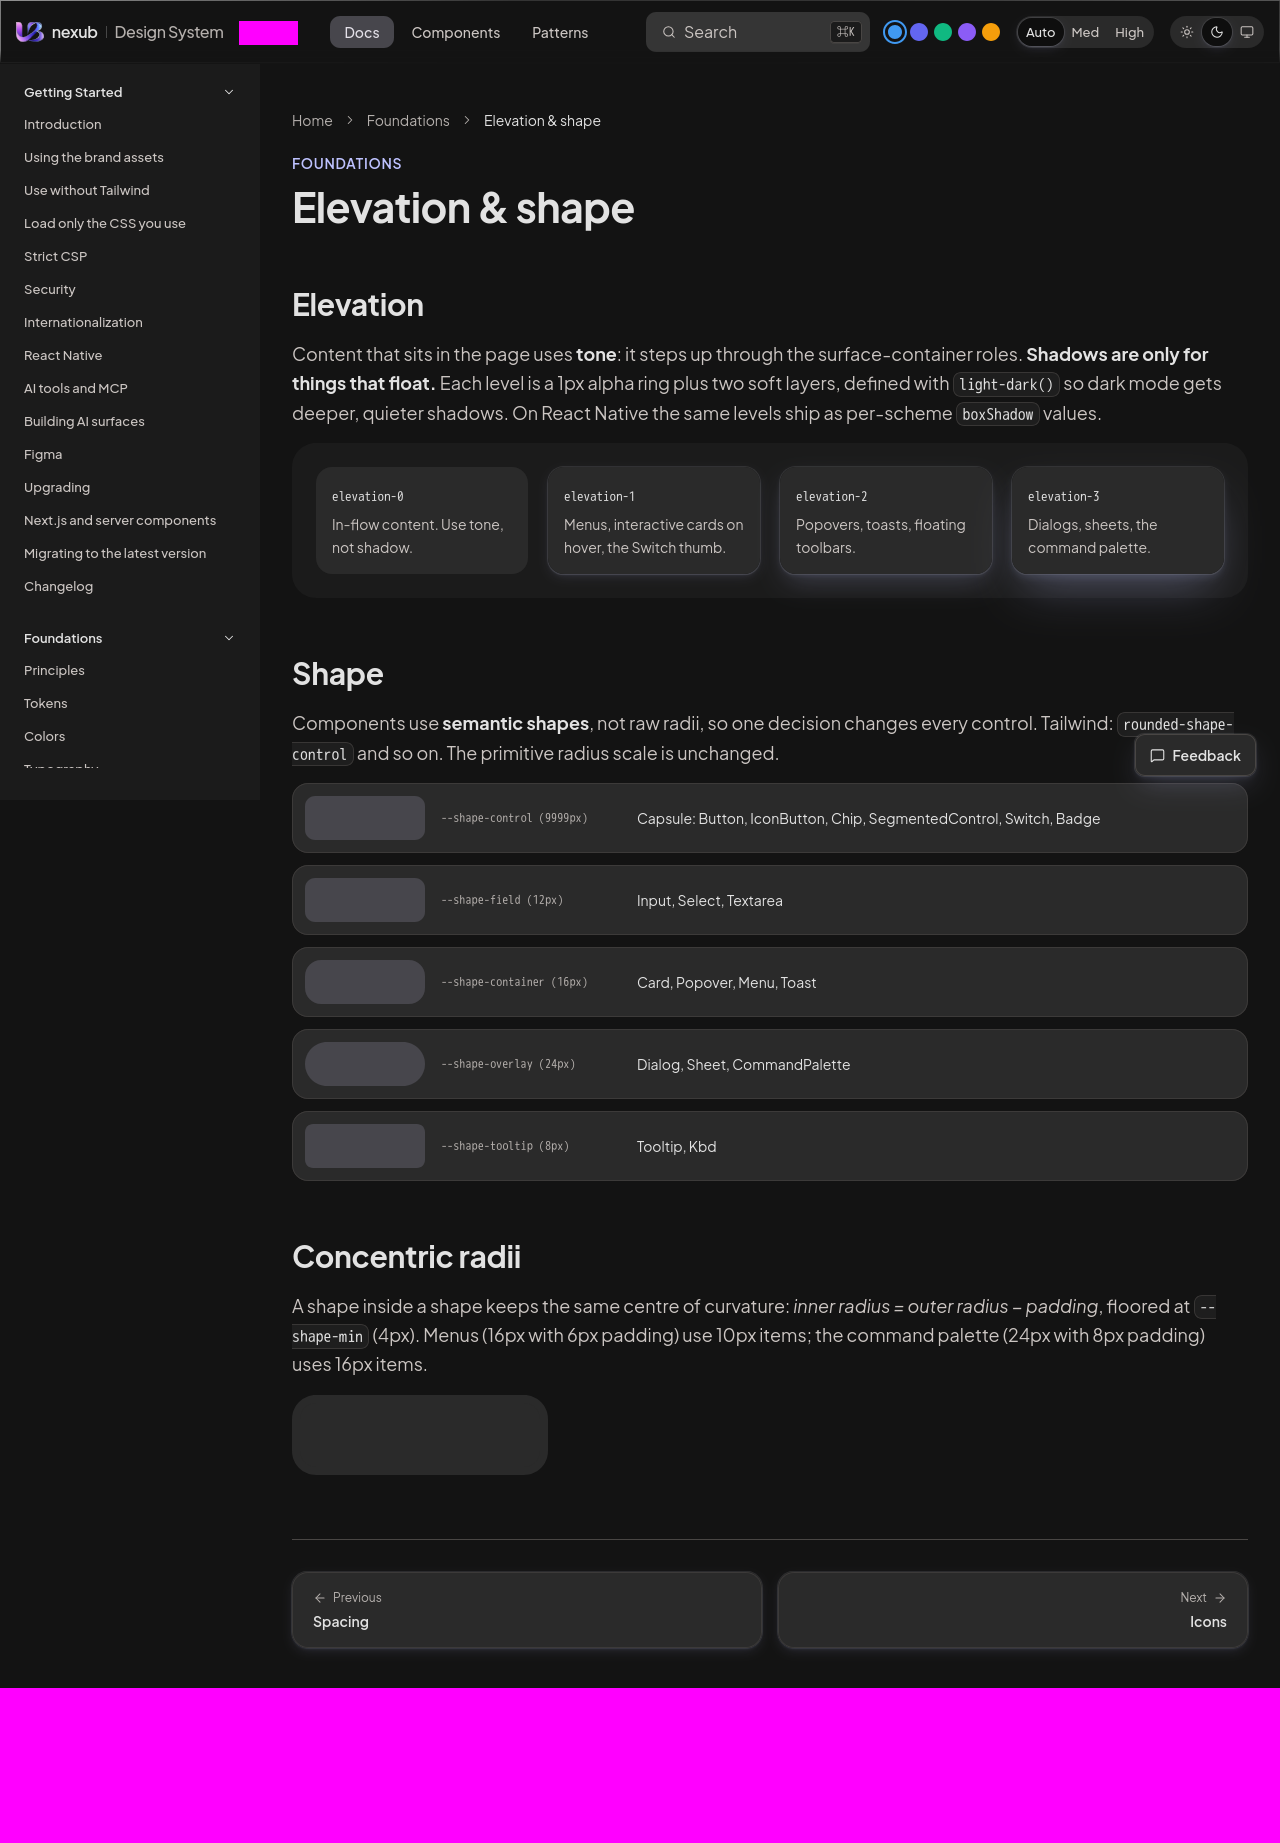 nexub | Design System
Docs
Components
Patterns
Search
⌘K
Auto
Med
High
Getting Started
Introduction
Using the brand assets
Use without Tailwind
Load only the CSS you use
Strict CSP
Security
Internationalization
React Native
AI tools and MCP
Building AI surfaces
Figma
Upgrading
Next.js and server components
Migrating to the latest version
Changelog
Foundations
Principles
Tokens
Colors
Typography
Home > Foundations > Elevation & shape
FOUNDATIONS
Elevation & shape
Elevation
Content that sits in the page uses tone: it steps up through the surface-container roles. Shadows are only for
things that float. Each level is a 1px alpha ring plus two soft layers, defined with light-dark() so dark mode gets
deeper, quieter shadows. On React Native the same levels ship as per-scheme boxShadow values.
elevation-0
In-flow content. Use tone,
not shadow.
elevation-1
Menus, interactive cards on
hover, the Switch thumb.
elevation-2
Popovers, toasts, floating
toolbars.
elevation-3
Dialogs, sheets, the
command palette.
Shape
Components use semantic shapes, not raw radii, so one decision changes every control. Tailwind: rounded-shape-
control and so on. The primitive radius scale is unchanged.
Feedback
--shape-control (9999px)
Capsule: Button, IconButton, Chip, SegmentedControl, Switch, Badge
--shape-field (12px)
Input, Select, Textarea
--shape-container (16px)
Card, Popover, Menu, Toast
--shape-overlay (24px)
Dialog, Sheet, CommandPalette
--shape-tooltip (8px)
Tooltip, Kbd
Concentric radii
A shape inside a shape keeps the same centre of curvature: inner radius = outer radius − padding, floored at --
shape-min (4px). Menus (16px with 6px padding) use 10px items; the command palette (24px with 8px padding)
uses 16px items.
← Previous
Spacing
Next →
Icons